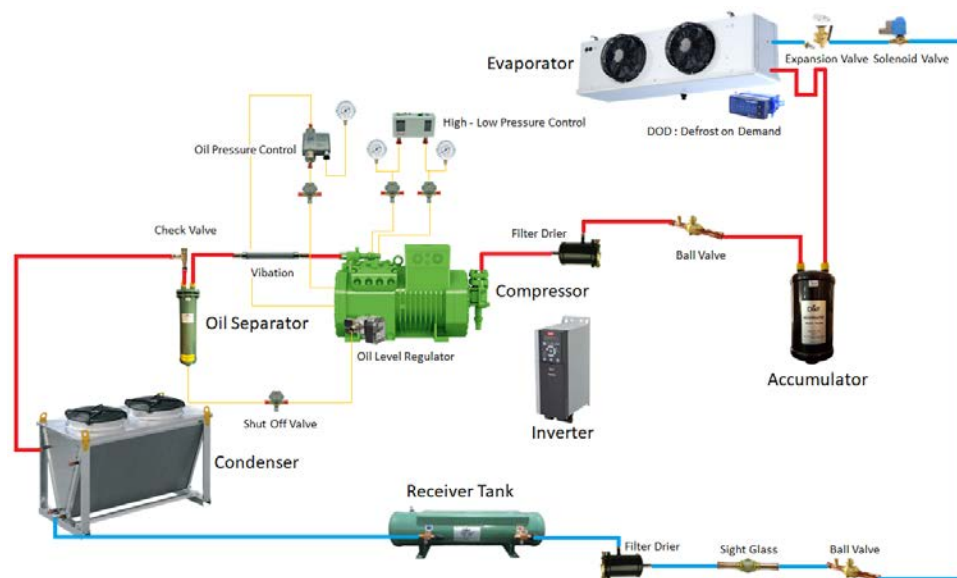 Evaporator
Expansion Valve
Solenoid Valve
High - Low Pressure Control
DOD : Defrost on Demand
Oil Pressure Control
Check Valve
Filter Drier
Ball Valve
Vibation
Compressor
Oil Separator
Oil Level Regulator
Accumulator
Shut Off Valve
Inverter
Condenser
Receiver Tank
Filter Drier
Sight Glass
Ball Valve